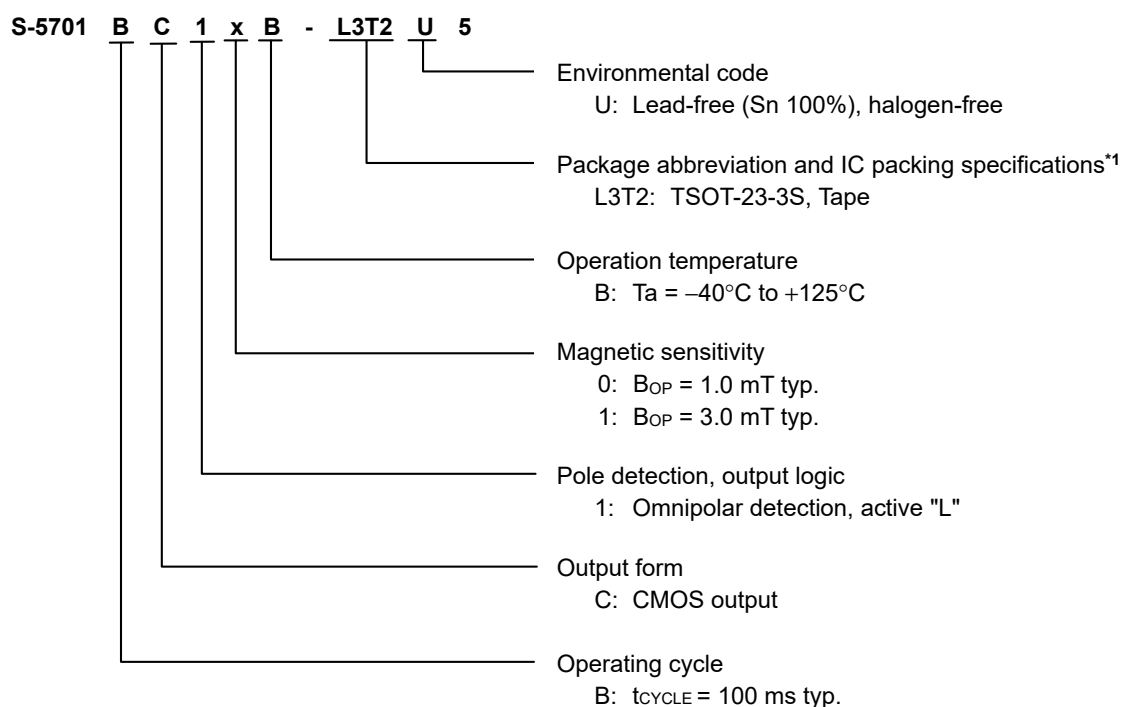 S-5701 B C 1 x B - L3T2 U 5
Environmental code
U: Lead-free (Sn 100%), halogen-free
Package abbreviation and IC packing specifications*1
L3T2: TSOT-23-3S, Tape
Operation temperature
B: Ta = −40°C to +125°C
Magnetic sensitivity
0: BOP = 1.0 mT typ.
1: BOP = 3.0 mT typ.
Pole detection, output logic
1: Omnipolar detection, active "L"
Output form
C: CMOS output
Operating cycle
B: tCYCLE = 100 ms typ.